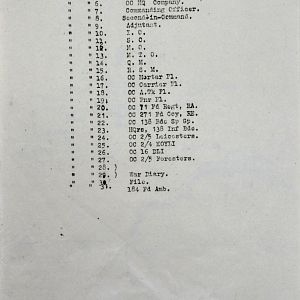 " " 6. OC HQ Company.
" " 7. Commanding Officer.
" " 8. Second-in-Command.
" " 9. Adjutant.
" " 10. I. O.
" " 11. S. O.
" " 12. M. O.
" " 13. M. T. O.
" " 14. Q. M.
" " 15. R. S. M.
" " 16. OC Mortar Pl.
" " 17. OC Carrier Pl.
" " 18. OC A.Tk Pl.
" " 19. OC Pnr Pl.
" " 20. OC 71 Fd Regt, RA.
" " 21. OC 271 Fd Coy, RE.
" " 22. OC 138 Bde Sp Gp.
" " 23. HQrs, 138 Inf Bde.
" " 24. OC 2/5 Leicesters.
" " 25. OC 2/4 KOYLI
" " 26. OC 16 DLI
" " 27. OC 2/5 Foresters.
" " 28. )
" " 29. ) War Diary.
" " 30. File.
" " 31. 184 Fd Amb.